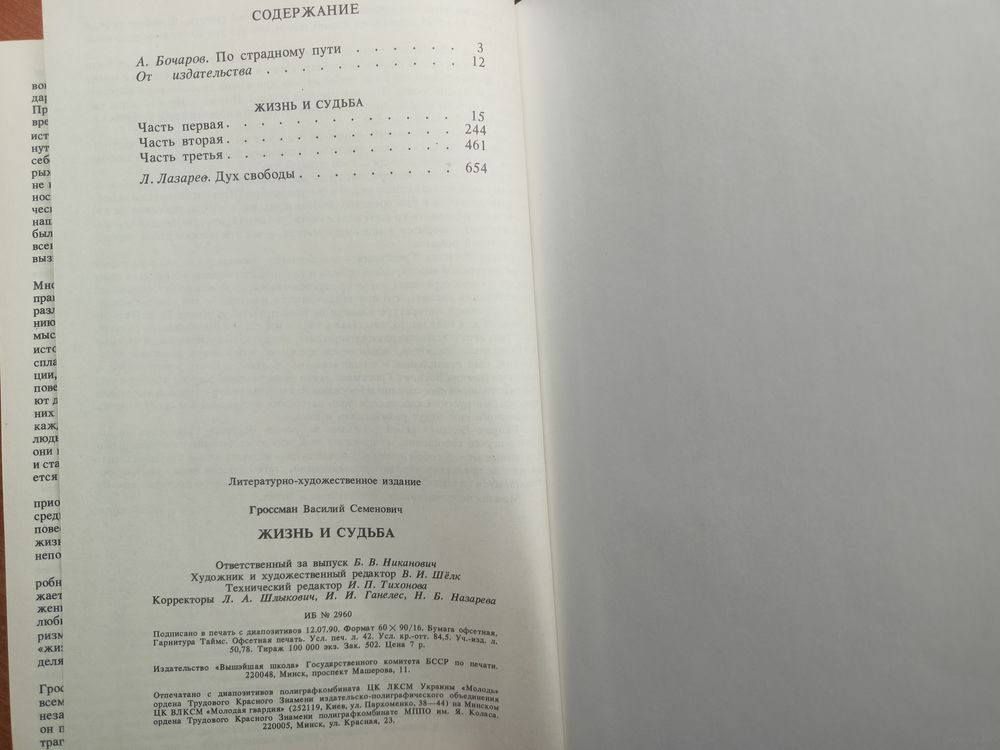 СОДЕРЖАНИЕ
А. Бочаров. По страдному пути . . . . . . 3
От издательства . . . . . . . . . . . 12
ЖИЗНЬ И СУДЬБА
Часть первая. . . . . . . . . . . . . 15
Часть вторая. . . . . . . . . . . . . 244
Часть третья . . . . . . . . . . . . . 461
Л. Лазарев. Дух свободы . . . . . . . . . 654
Литературно-художественное издание
Гроссман Василий Семенович
ЖИЗНЬ И СУДЬБА
Ответственный за выпуск Б. В. Никанович
Художник и художественный редактор В. И. Шёлк
Технический редактор И. П. Тихонова
Корректоры Л. А. Шлыкович, И. И. Ганелес, Н. Б. Назарева
ИБ № 2960
Подписано в печать с диапозитивов 12.07.90. Формат 60×90/16. Бумага офсетная.
Гарнитура Таймс. Офсетная печать. Усл. печ. л. 42. Усл. кр.-отт. 84,5. Уч.-изд. л.
50,78. Тираж 100 000 экз. Зак. 502. Цена 7 р.
Издательство «Вышэйшая школа» Государственного комитета БССР по печати.
220048, Минск, проспект Машерова, 11.
Отпечатано с диапозитивов полиграфкомбината ЦК ЛКСМ Украины «Молодь»
ордена Трудового Красного Знамени издательско-полиграфического объединения
ЦК ВЛКСМ «Молодая гвардия» (252119, Киев, ул. Пархоменко, 38—44) на Минском
ордена Трудового Красного Знамени полиграфкомбинате МППО им. Я. Коласа.
220005, Минск, ул. Красная, 23.